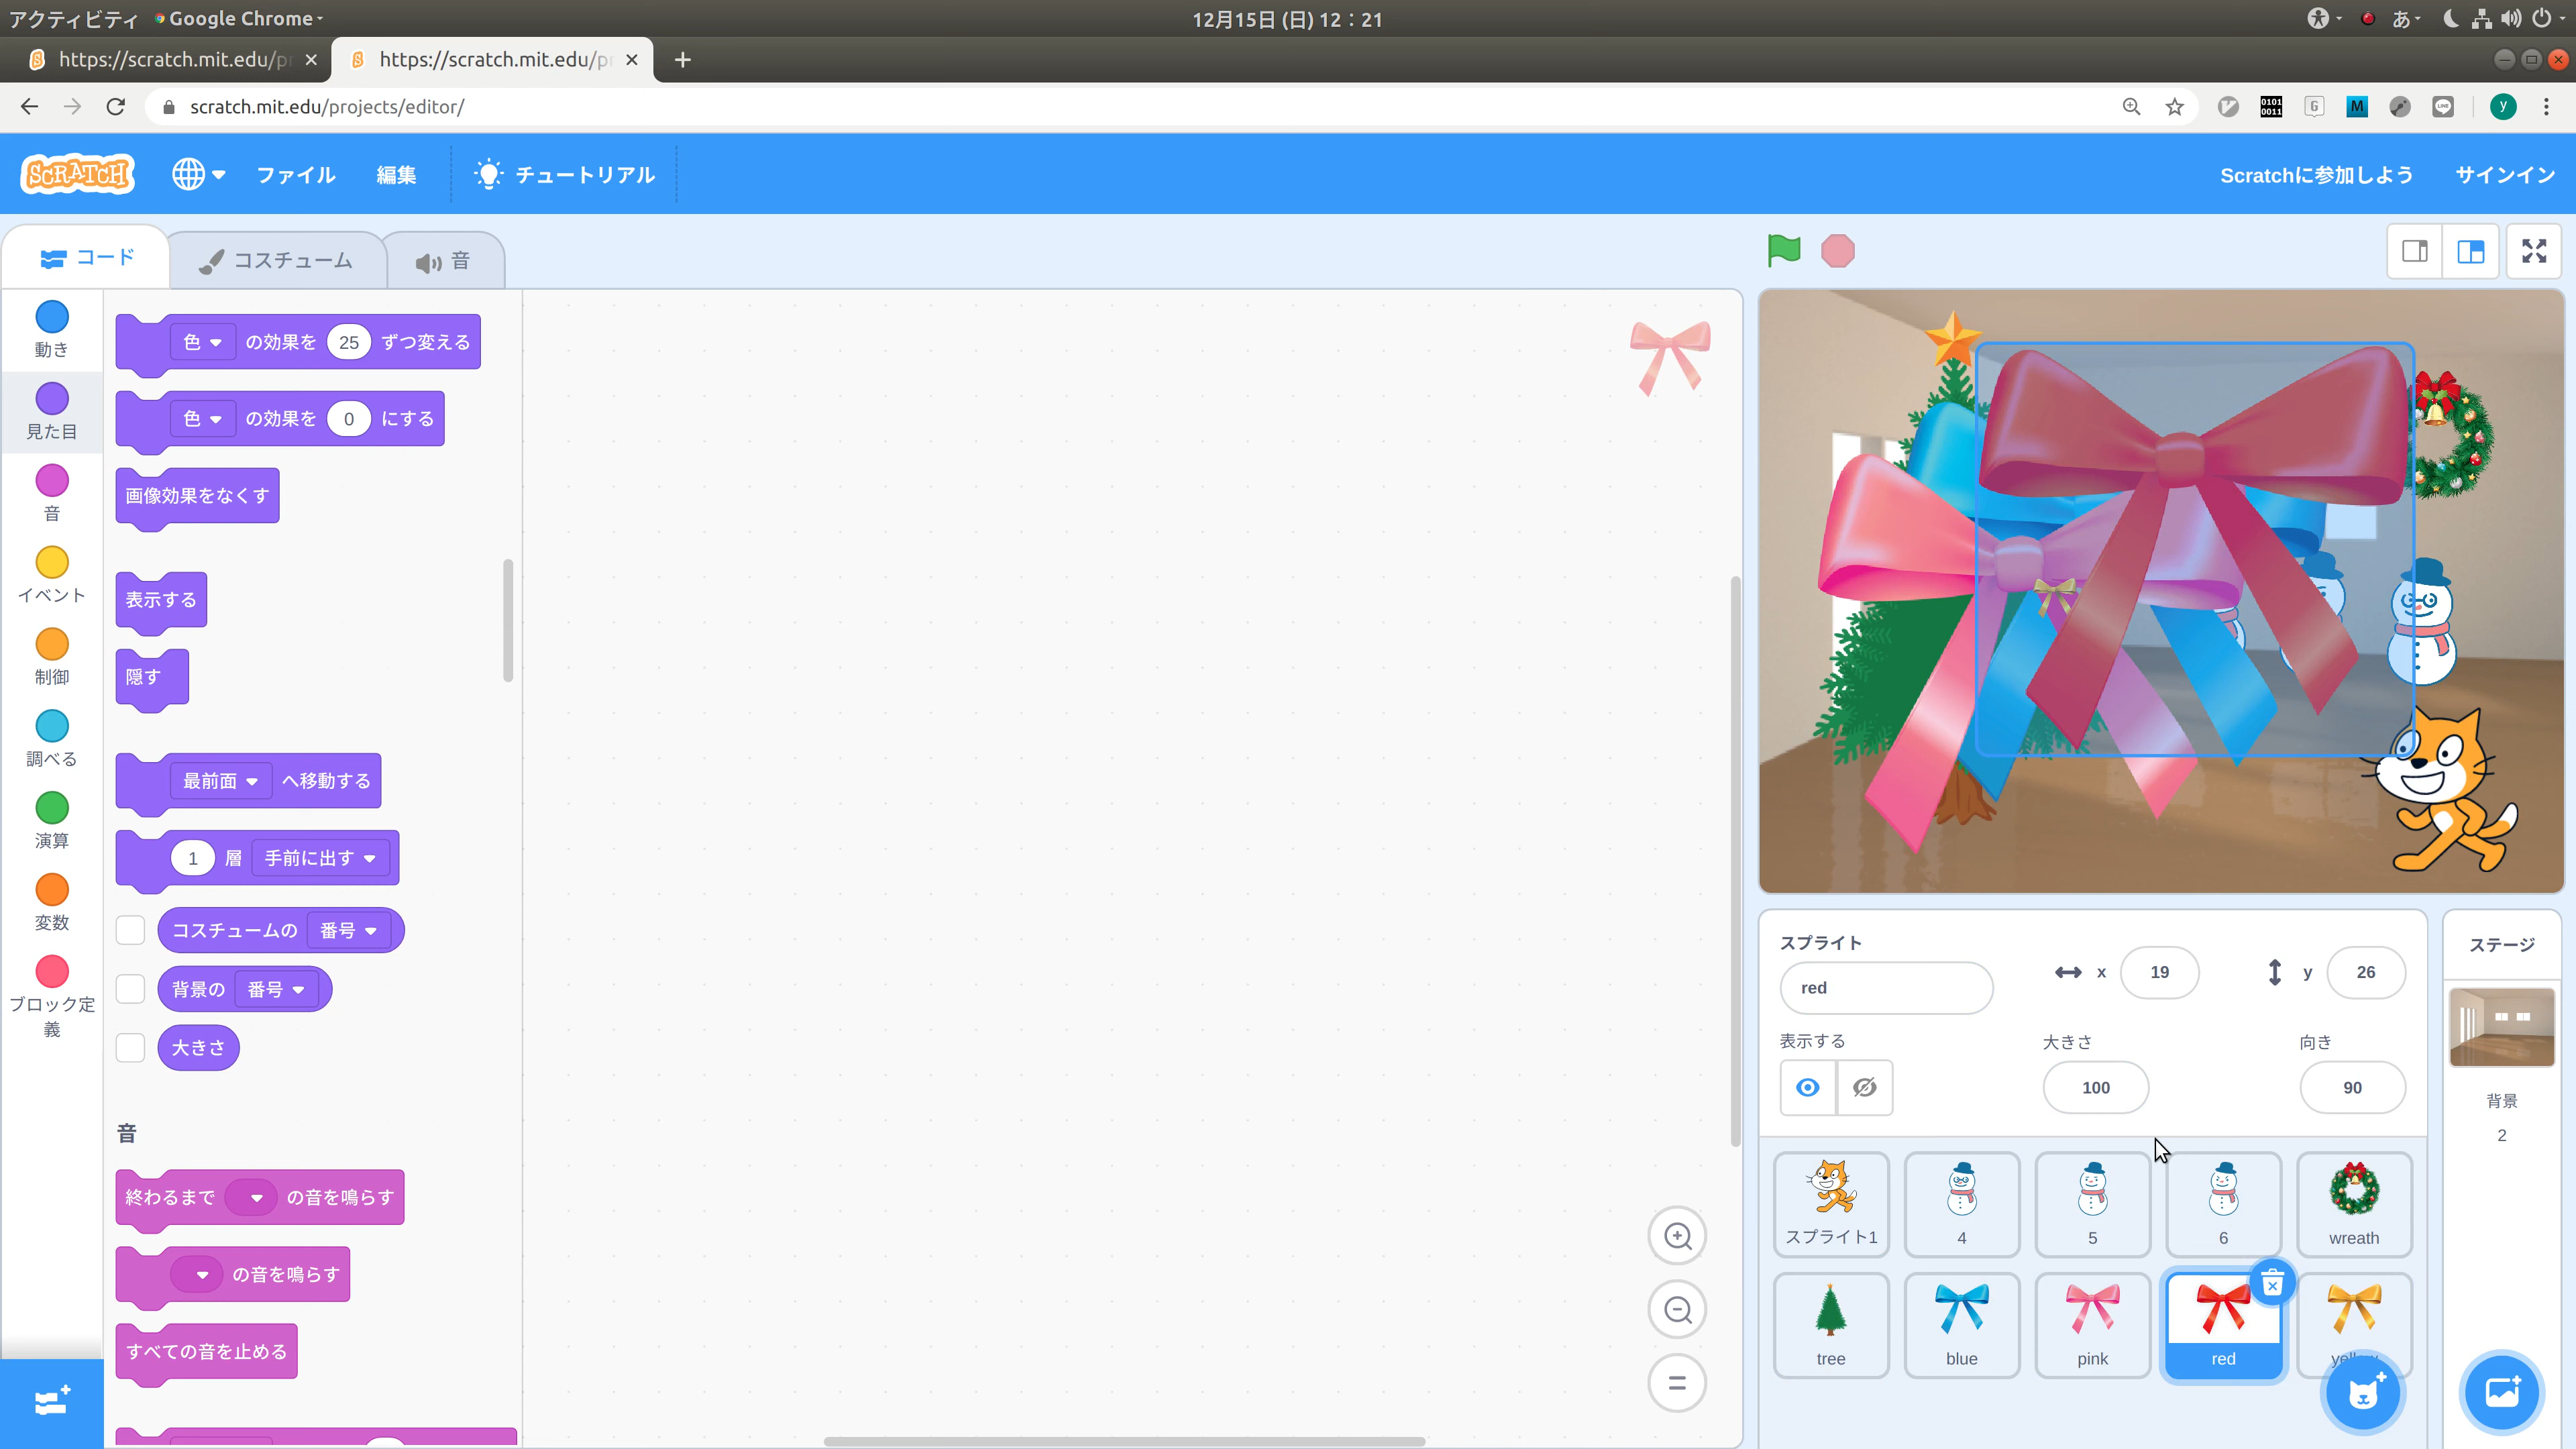 アクティビティ Google Chrome 12月15日 (日) 12：21 あ
https://scratch.mit.edu/p https://scratch.mit.edu/p
scratch.mit.edu/projects/editor/ 0101 0011 G M LINE y
SCRATCH ファイル 編集 チュートリアル Scratchに参加しよう サインイン
コード コスチューム 音
動き
見た目
音
イベント
制御
調べる
演算
変数
ブロック定義
色 の効果を 25 ずつ変える
色 の効果を 0 にする
画像効果をなくす
表示する
隠す
最前面 へ移動する
1 層 手前に出す
コスチュームの 番号
背景の 番号
大きさ
音
終わるまで の音を鳴らす
の音を鳴らす
すべての音を止める
スプライト
red x 19 y 26
表示する 大きさ 100 向き 90
スプライト1 4 5 6 wreath
tree blue pink red
ステージ
背景
2